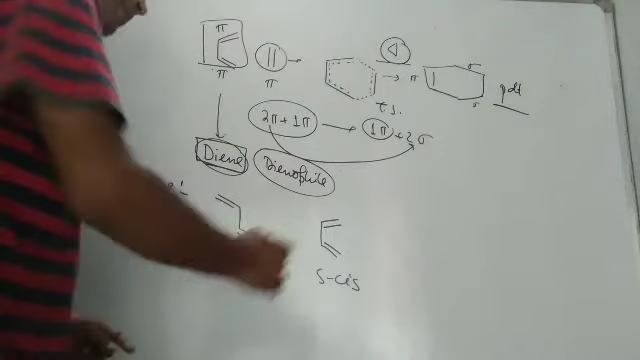 π
π
π
△
t.s.
π
σ
σ
pdt
2π + 1π → 1π + 2σ
Diene
Dienophile
s-cis